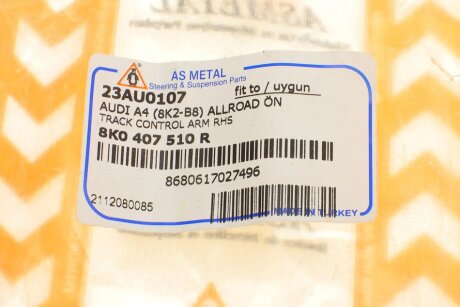 ASMETAL
AS METAL
Steering & Suspension Parts
23AU0107
fit to / uygun
AUDI A4 (8K2-B8) ALLROAD ÖN
TRACK CONTROL ARM RHS
8K0 407 510 R
8680617027496
2112080085
MADE IN TURKEY